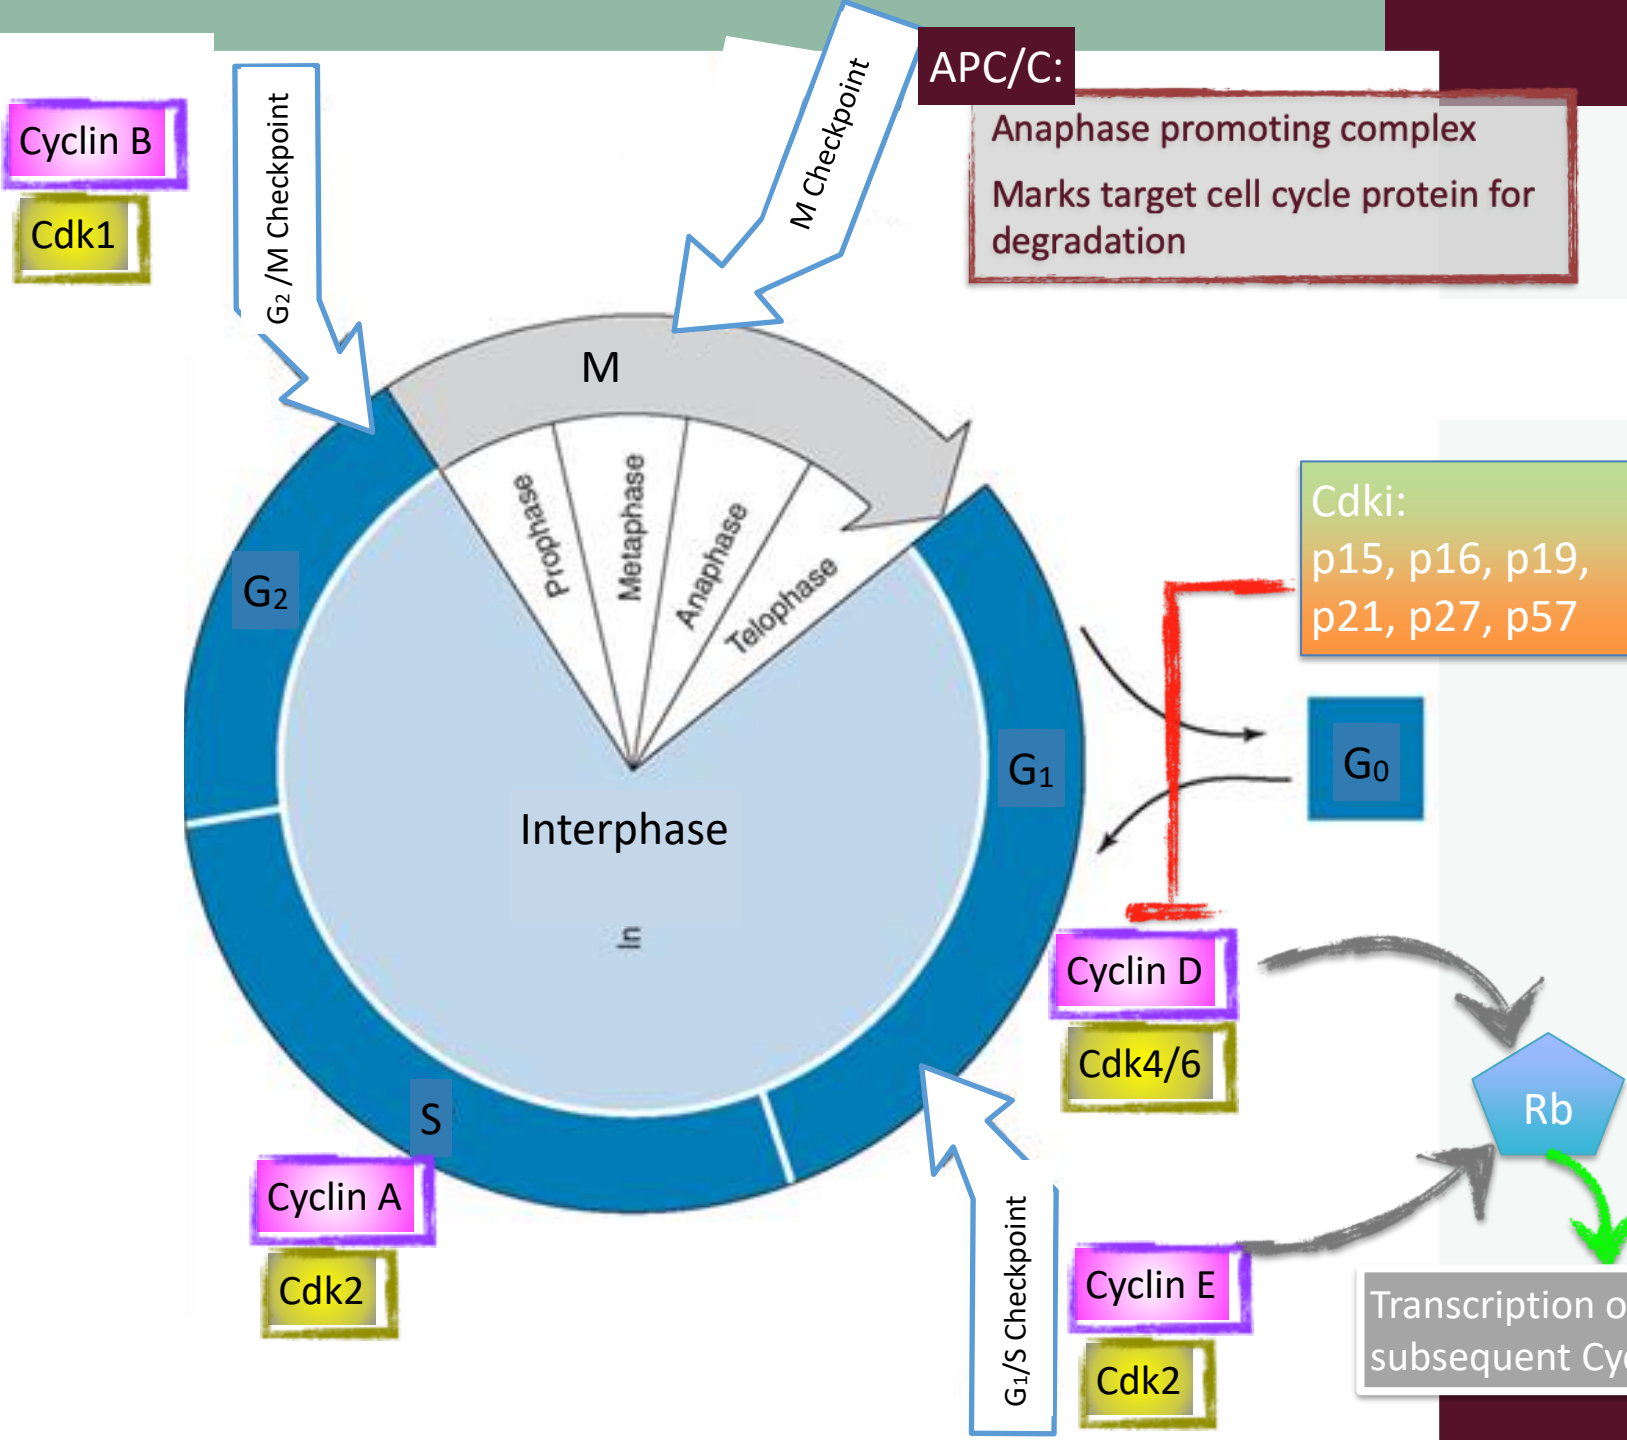 APC/C:
Anaphase promoting complex
Marks target cell cycle protein for
degradation
M Checkpoint
G₂/M Checkpoint
Cyclin B
Cdk1
M
Prophase
Metaphase
Anaphase
Telophase
G₂
Interphase
In
G₁
G₀
Cdki:
p15, p16, p19,
p21, p27, p57
Cyclin D
Cdk4/6
Rb
S
Cyclin A
Cdk2
G₁/S Checkpoint
Cyclin E
Cdk2
Transcription
subsequent